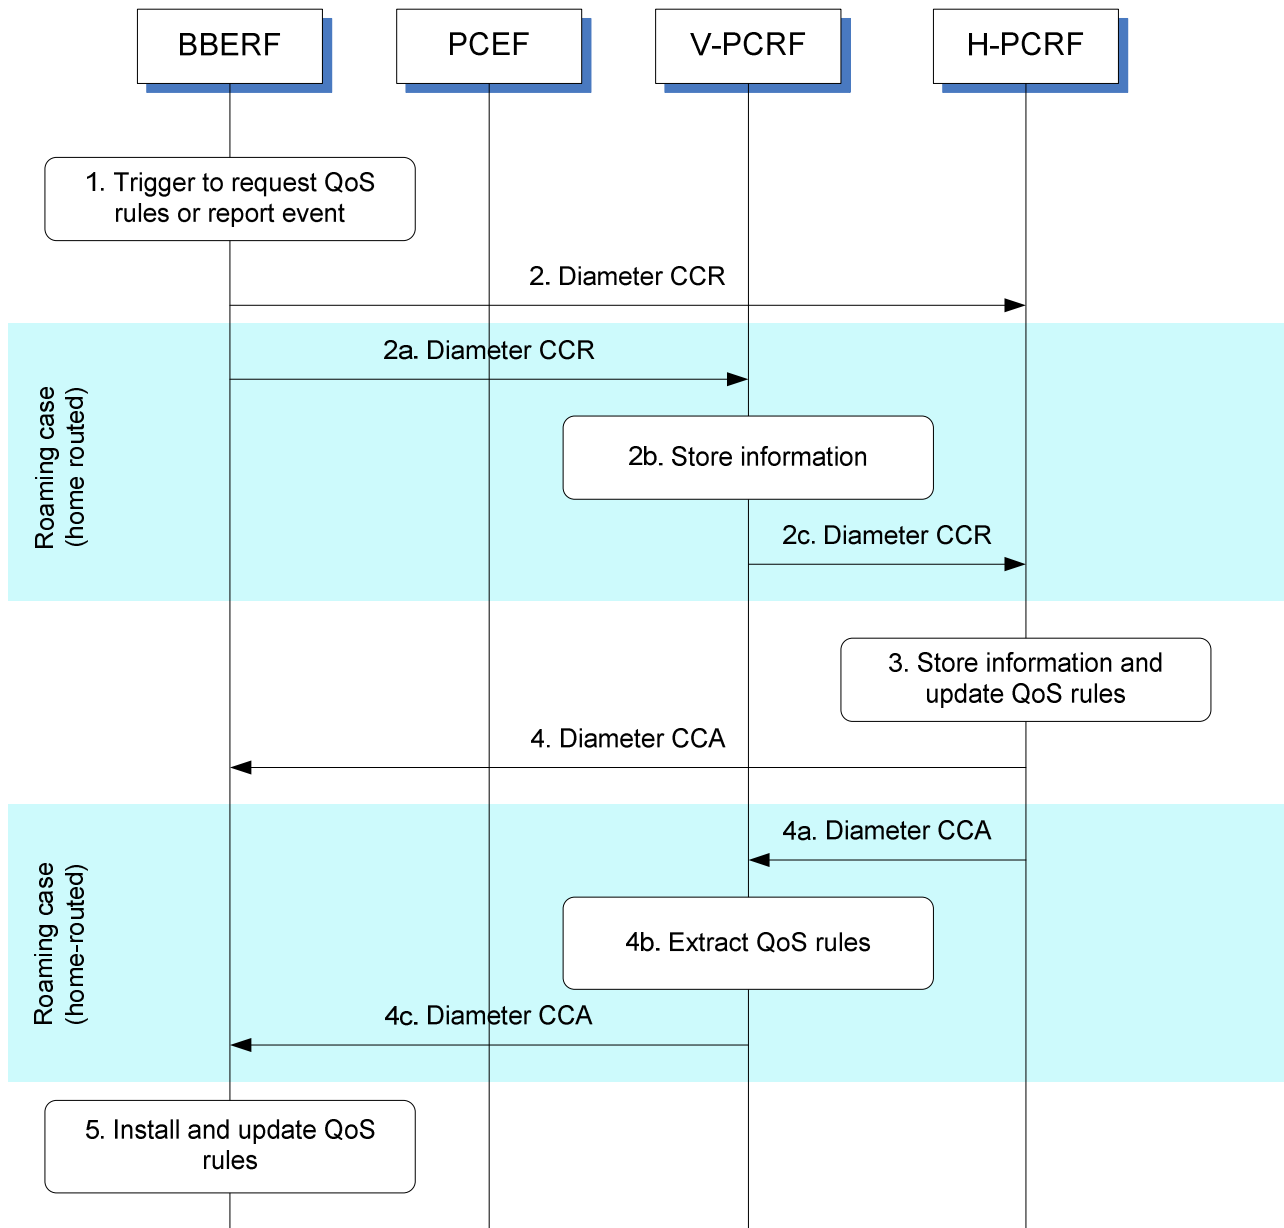 BBERF
PCEF
V-PCRF
H-PCRF
1. Trigger to request QoS
rules or report event
2. Diameter CCR
2a. Diameter CCR
Roaming case
(home routed)
2b. Store information
2c. Diameter CCR
3. Store information and
update QoS rules
4. Diameter CCA
4a. Diameter CCA
Roaming case
(home-routed)
4b. Extract QoS rules
4c. Diameter CCA
5. Install and update QoS
rules